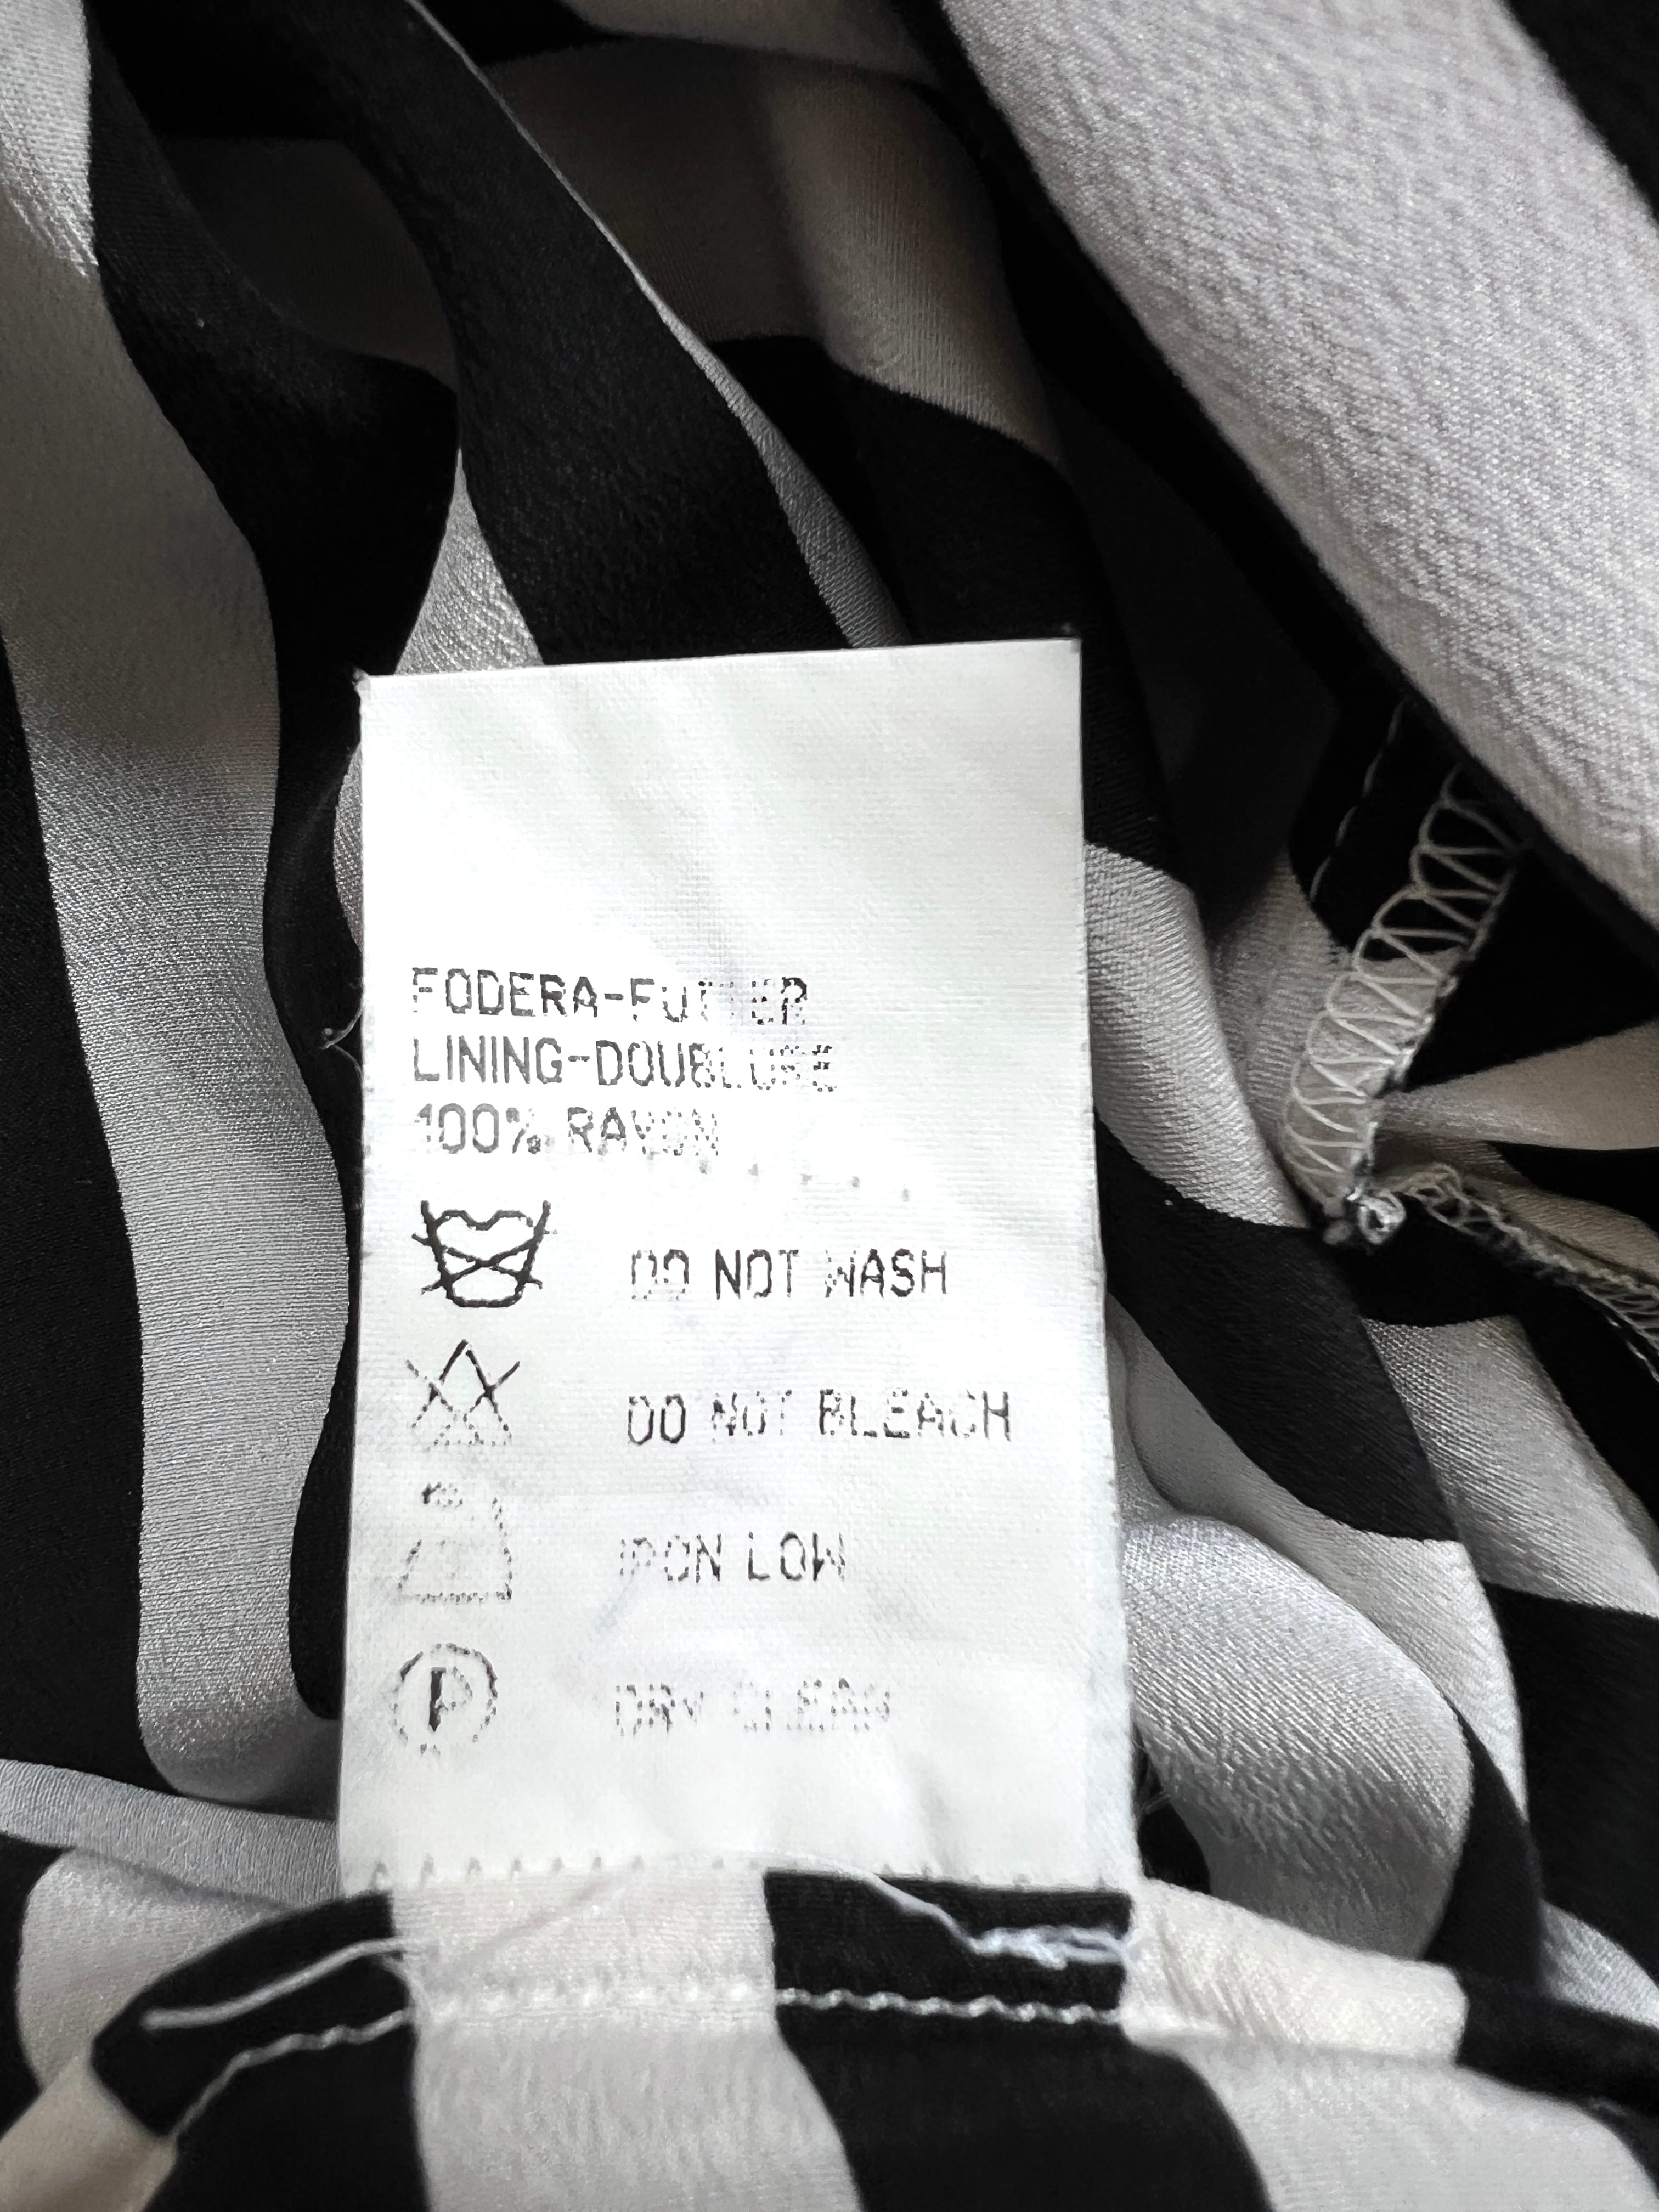 FODERA-FUTTER
LINING-DOUBLURE
100% RAYON
DO NOT WASH
DO NOT BLEACH
IRON LOW
P DRY CLEAN